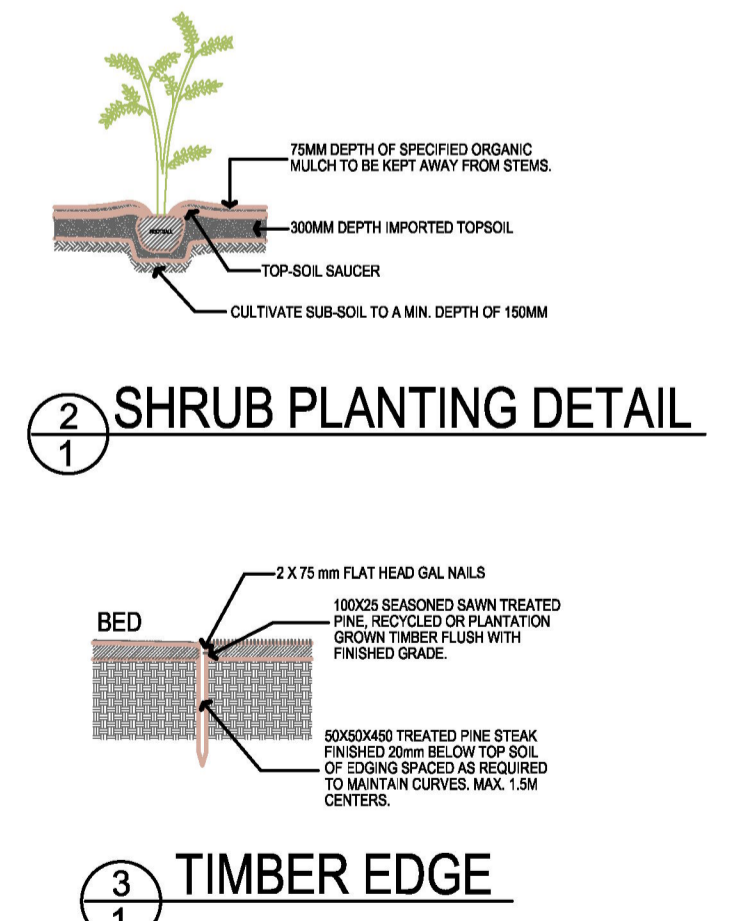 75MM DEPTH OF SPECIFIED ORGANIC
MULCH TO BE KEPT AWAY FROM STEMS.
ROOTBALL
300MM DEPTH IMPORTED TOPSOIL
TOP-SOIL SAUCER
CULTIVATE SUB-SOIL TO A MIN. DEPTH OF 150MM
2
1
SHRUB PLANTING DETAIL
2 X 75 mm FLAT HEAD GAL NAILS
BED
100X25 SEASONED SAWN TREATED
PINE, RECYCLED OR PLANTATION
GROWN TIMBER FLUSH WITH
FINISHED GRADE.
50X50X450 TREATED PINE STEAK
FINISHED 20mm BELOW TOP SOIL
OF EDGING SPACED AS REQUIRED
TO MAINTAIN CURVES. MAX. 1.5M
CENTERS.
3
1
TIMBER EDGE